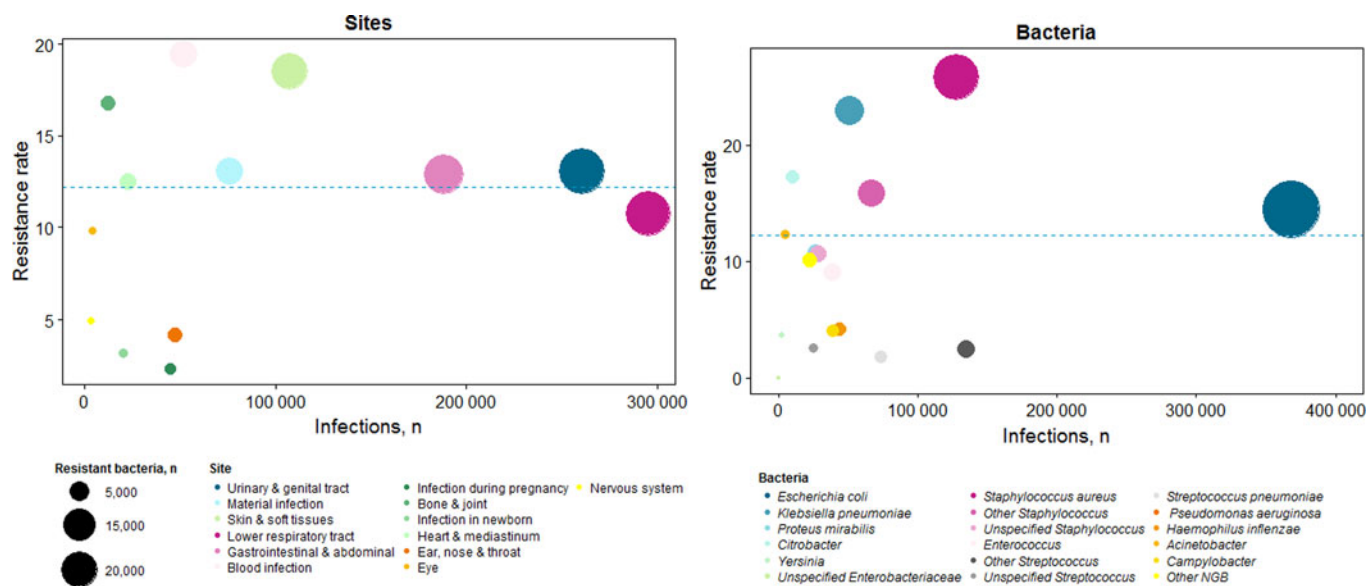 Sites
20
15
10
5
Resistance rate
0
100 000
200 000
300 000
Infections, n
Resistant bacteria, n
5,000
15,000
20,000
Site
Urinary & genital tract
Material infection
Skin & soft tissues
Lower respiratory tract
Gastrointestinal & abdominal
Blood infection
Infection during pregnancy
Bone & joint
Infection in newborn
Heart & mediastinum
Ear, nose & throat
Eye
Nervous system
Bacteria
20
10
0
Resistance rate
0
100 000
200 000
300 000
400 000
Infections, n
Bacteria
Escherichia coli
Klebsiella pneumoniae
Proteus mirabilis
Citrobacter
Yersinia
Unspecified Enterobacteriaceae
Staphylococcus aureus
Other Staphylococcus
Unspecified Staphylococcus
Enterococcus
Other Streptococcus
Unspecified Streptococcus
Streptococcus pneumoniae
Pseudomonas aeruginosa
Haemophilus inflenzae
Acinetobacter
Campylobacter
Other NGB